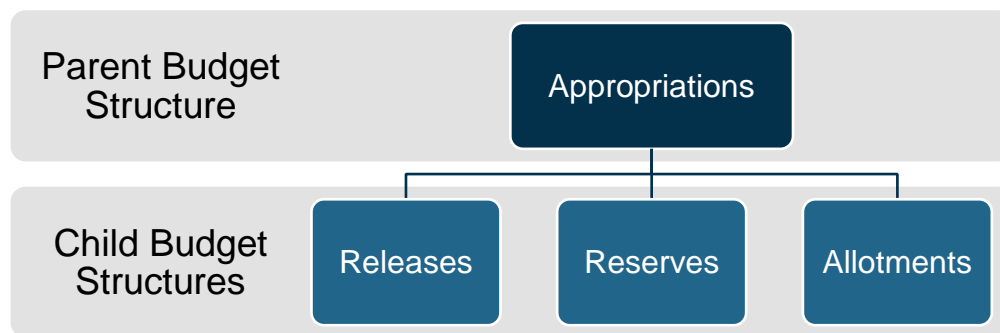 Parent Budget
Structure
Appropriations
Child Budget
Structures
Releases
Reserves
Allotments